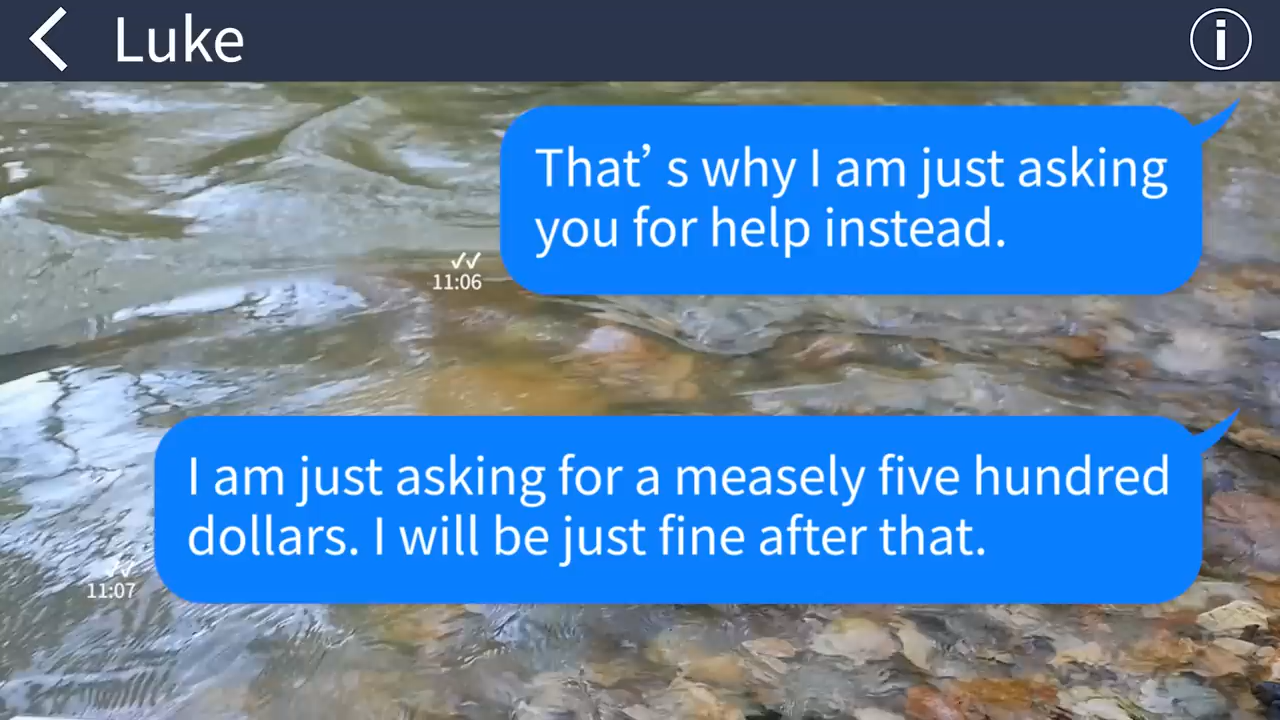 Luke
That’s why I am just asking
you for help instead.
11:06
I am just asking for a measely five hundred
dollars. I will be just fine after that.
11:07